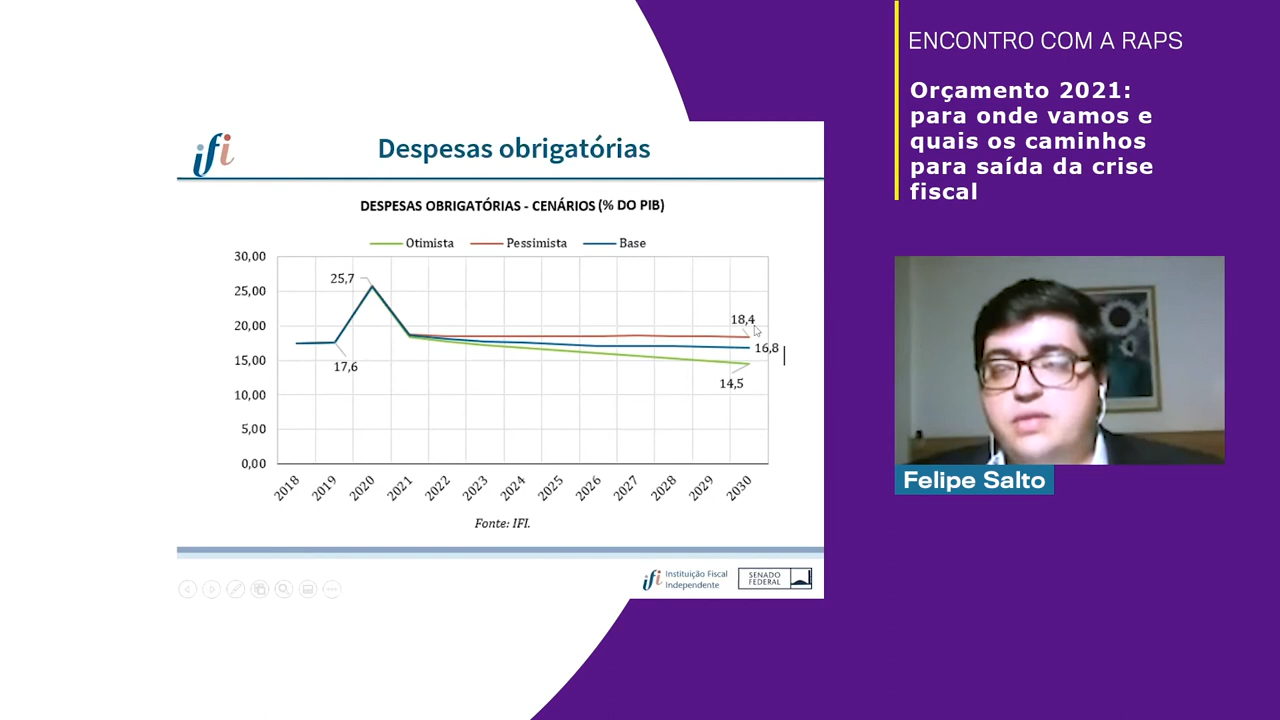 ENCONTRO COM A RAPS
Orçamento 2021:
para onde vamos e
quais os caminhos
para saída da crise
fiscal
ifi
Despesas obrigatórias
DESPESAS OBRIGATÓRIAS - CENÁRIOS (% DO PIB)
Otimista Pessimista Base
30,00
25,00
20,00
15,00
10,00
5,00
0,00
25,7
17,6
18,4
16,8
14,5
2018 2019 2020 2021 2022 2023 2024 2025 2026 2027 2028 2029 2030
Fonte: IFI.
ifi Instituição Fiscal
Independente
SENADO
FEDERAL
Felipe Salto